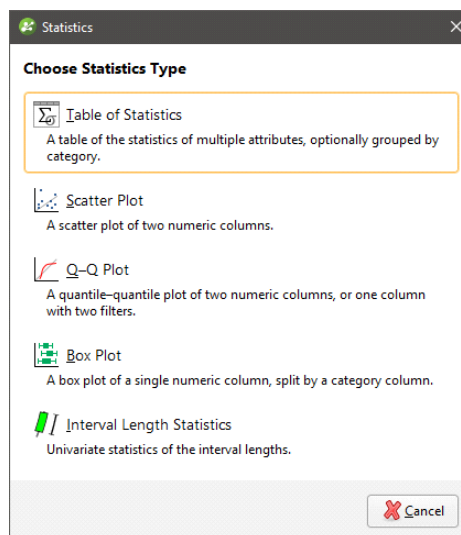 Statistics
Choose Statistics Type
Table of Statistics
A table of the statistics of multiple attributes, optionally grouped by
category.
Scatter Plot
A scatter plot of two numeric columns.
Q–Q Plot
A quantile–quantile plot of two numeric columns, or one column
with two filters.
Box Plot
A box plot of a single numeric column, split by a category column.
Interval Length Statistics
Univariate statistics of the interval lengths.
Cancel